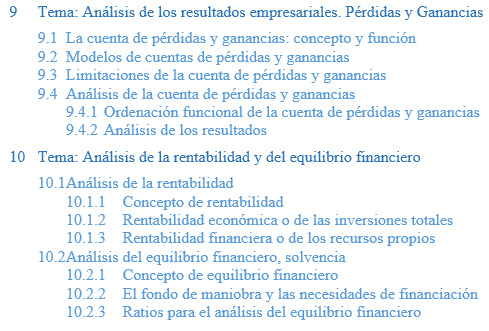 9 Tema: Análisis de los resultados empresariales. Pérdidas y Ganancias
9.1 La cuenta de pérdidas y ganancias: concepto y función
9.2 Modelos de cuentas de pérdidas y ganancias
9.3 Limitaciones de la cuenta de pérdidas y ganancias
9.4 Análisis de la cuenta de pérdidas y ganancias
9.4.1 Ordenación funcional de la cuenta de pérdidas y ganancias
9.4.2 Análisis de los resultados
10 Tema: Análisis de la rentabilidad y del equilibrio financiero
10.1Análisis de la rentabilidad
10.1.1 Concepto de rentabilidad
10.1.2 Rentabilidad económica o de las inversiones totales
10.1.3 Rentabilidad financiera o de los recursos propios
10.2Análisis del equilibrio financiero, solvencia
10.2.1 Concepto de equilibrio financiero
10.2.2 El fondo de maniobra y las necesidades de financiación
10.2.3 Ratios para el análisis del equilibrio financiero